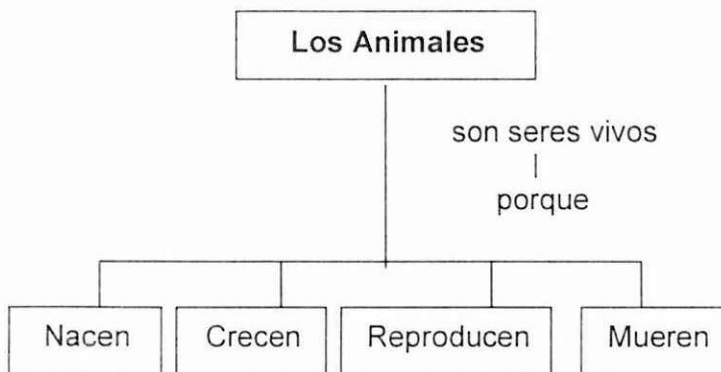 Los Animales
son seres vivos
porque
Nacen
Crecen
Reproducen
Mueren